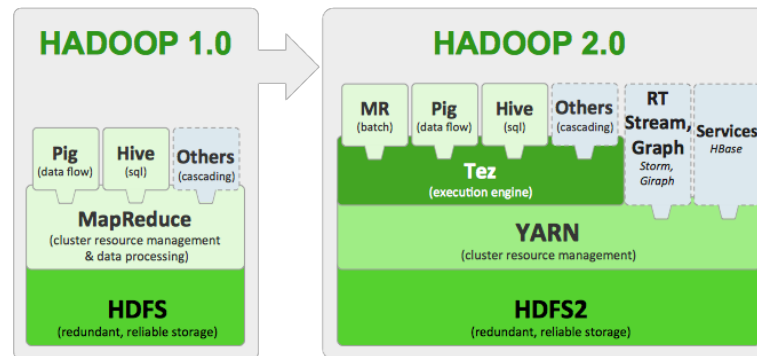 HADOOP 1.0
Pig
(data flow)
Hive
(sql)
Others
(cascading)
MapReduce
(cluster resource management
& data processing)
HDFS
(redundant, reliable storage)
HADOOP 2.0
MR
(batch)
Pig
(data flow)
Hive
(sql)
Others
(cascading)
RT
Stream,
Graph
Storm,
Giraph
Services
HBase
Tez
(execution engine)
YARN
(cluster resource management)
HDFS2
(redundant, reliable storage)